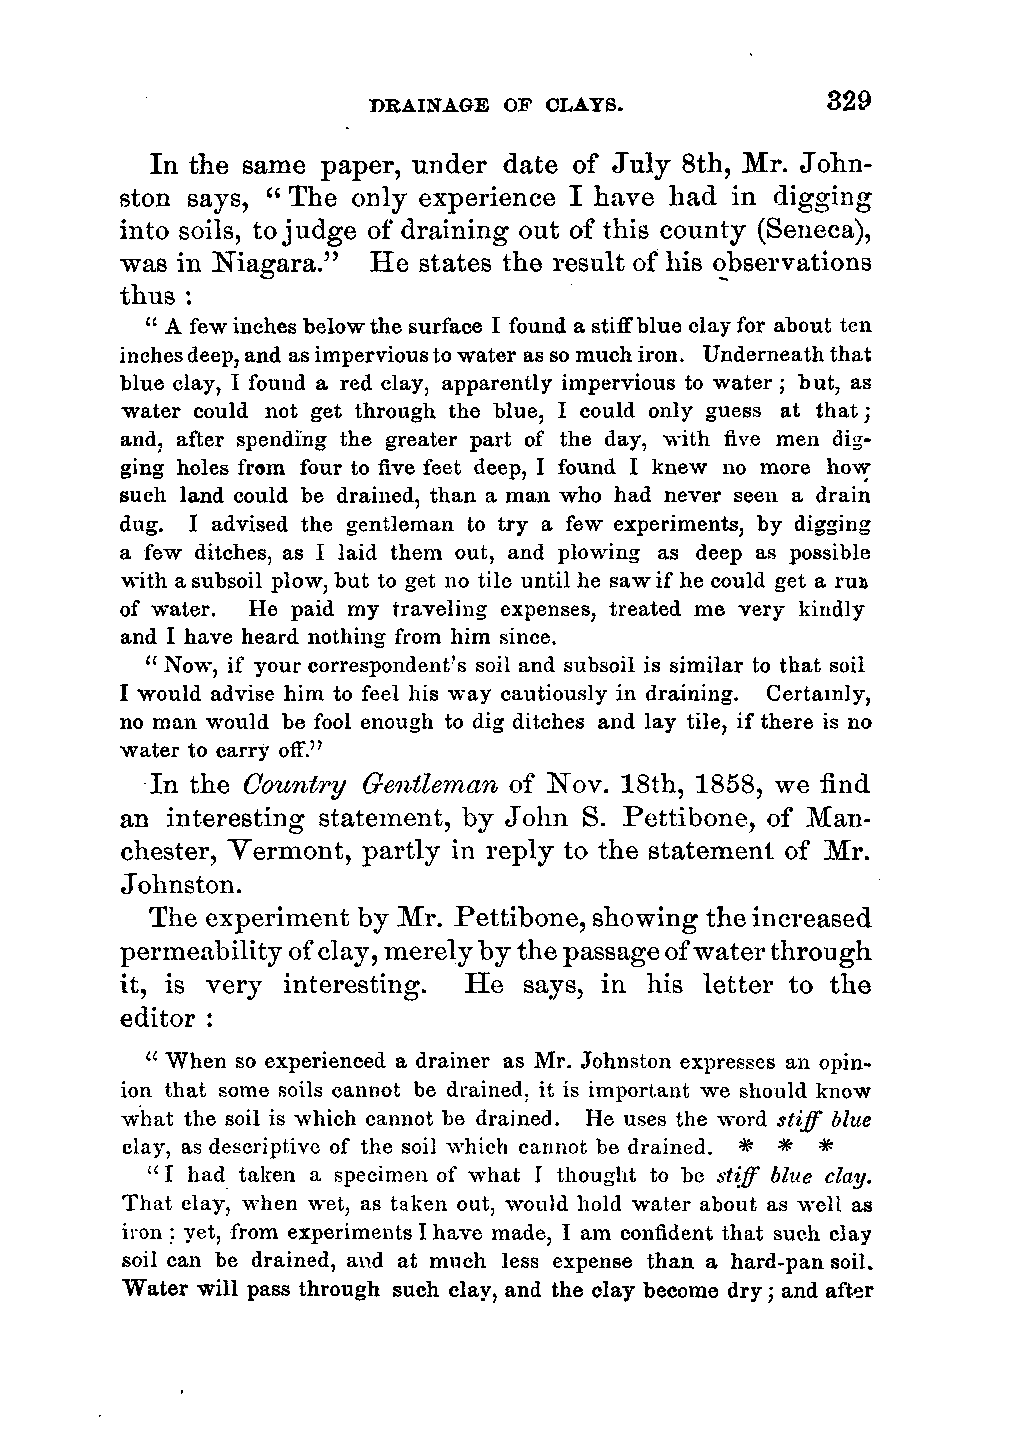 DRAINAGE OF CLAYS. 329
In the same paper, under date of July 8th, Mr. John-
ston says, “ The only experience I have had in digging
into soils, to judge of draining out of this county (Seneca),
was in Niagara.” He states the result of his observations
thus :
“ A few inches below the surface I found a stiff blue clay for about ten
inches deep, and as impervious to water as so much iron. Underneath that
blue clay, I found a red clay, apparently impervious to water ; but, as
water could not get through the blue, I could only guess at that ;
and, after spending the greater part of the day, with five men dig-
ging holes from four to five feet deep, I found I knew no more how
such land could be drained, than a man who had never seen a drain
dug. I advised the gentleman to try a few experiments, by digging
a few ditches, as I laid them out, and plowing as deep as possible
with a subsoil plow, but to get no tile until he saw if he could get a run
of water. He paid my traveling expenses, treated me very kindly
and I have heard nothing from him since.
“ Now, if your correspondent's soil and subsoil is similar to that soil
I would advise him to feel his way cautiously in draining. Certainly,
no man would be fool enough to dig ditches and lay tile, if there is no
water to carry off.”
In the Country Gentleman of Nov. 18th, 1858, we find
an interesting statement, by John S. Pettibone, of Man-
chester, Vermont, partly in reply to the statement of Mr.
Johnston.
The experiment by Mr. Pettibone, showing the increased
permeability of clay, merely by the passage of water through
it, is very interesting. He says, in his letter to the
editor :
“ When so experienced a drainer as Mr. Johnston expresses an opin-
ion that some soils cannot be drained, it is important we should know
what the soil is which cannot be drained. He uses the word stiff blue
clay, as descriptive of the soil which cannot be drained. * * *
“ I had taken a specimen of what I thought to be stiff blue clay.
That clay, when wet, as taken out, would hold water about as well as
iron ; yet, from experiments I have made, I am confident that such clay
soil can be drained, and at much less expense than a hard-pan soil.
Water will pass through such clay, and the clay become dry ; and after